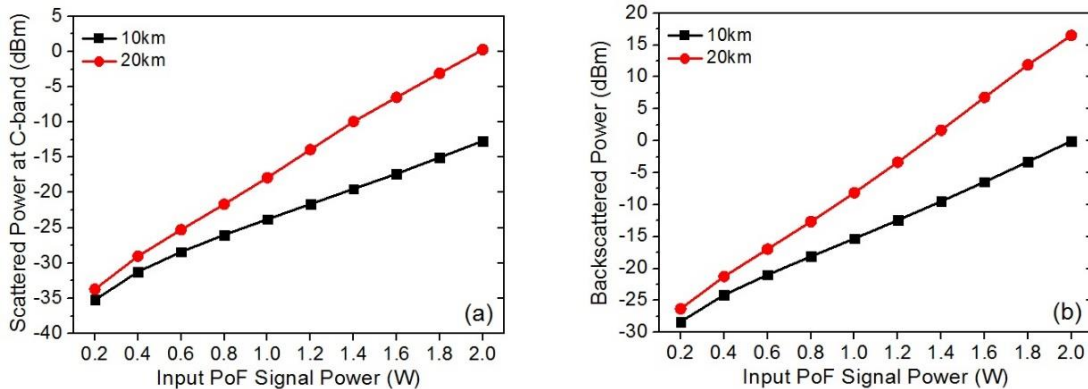 Scattered Power at C-band (dBm)
5
0
-5
-10
-15
-20
-25
-30
-35
-40
10km
20km
(a)
0.2 0.4 0.6 0.8 1.0 1.2 1.4 1.6 1.8 2.0
Input PoF Signal Power (W)
Backscattered Power (dBm)
20
15
10
5
0
-5
-10
-15
-20
-25
-30
10km
20km
(b)
0.2 0.4 0.6 0.8 1.0 1.2 1.4 1.6 1.8 2.0
Input PoF Signal Power (W)